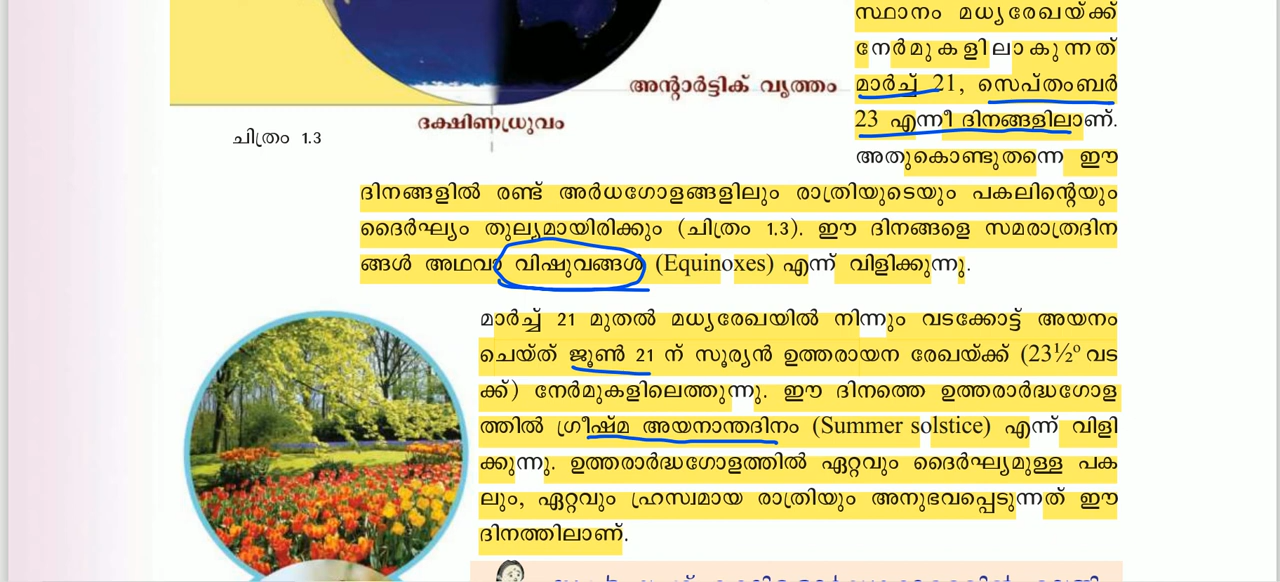 സ്ഥാനം മധ്യരേഖയ്ക്ക്
നേർമുകളിലാകുന്നത്
മാർച്ച് 21, സെപ്തംബർ
23 എന്നീ ദിനങ്ങളിലാണ്.
അതുകൊണ്ടുതന്നെ ഈ
അന്റാർട്ടിക് വൃത്തം
ദക്ഷിണധ്രുവം
ചിത്രം 1.3
ദിനങ്ങളിൽ രണ്ട് അർധഗോളങ്ങളിലും രാത്രിയുടെയും പകലിന്റെയും
ദൈർഘ്യം തുല്യമായിരിക്കും (ചിത്രം 1.3). ഈ ദിനങ്ങളെ സമരാത്രദിന
ങ്ങൾ അഥവാ വിഷുവങ്ങൾ (Equinoxes) എന്ന് വിളിക്കുന്നു.
മാർച്ച് 21 മുതൽ മധ്യരേഖയിൽ നിന്നും വടക്കോട്ട് അയനം
ചെയ്ത് ജൂൺ 21 ന് സൂര്യൻ ഉത്തരായന രേഖയ്ക്ക് (23½° വട
ക്ക്) നേർമുകളിലെത്തുന്നു. ഈ ദിനത്തെ ഉത്തരാർദ്ധഗോള
ത്തിൽ ഗ്രീഷ്മ അയനാന്തദിനം (Summer solstice) എന്ന് വിളി
ക്കുന്നു. ഉത്തരാർദ്ധഗോളത്തിൽ ഏറ്റവും ദൈർഘ്യമുള്ള പക
ലും, ഏറ്റവും ഹ്രസ്വമായ രാത്രിയും അനുഭവപ്പെടുന്നത് ഈ
ദിനത്തിലാണ്.